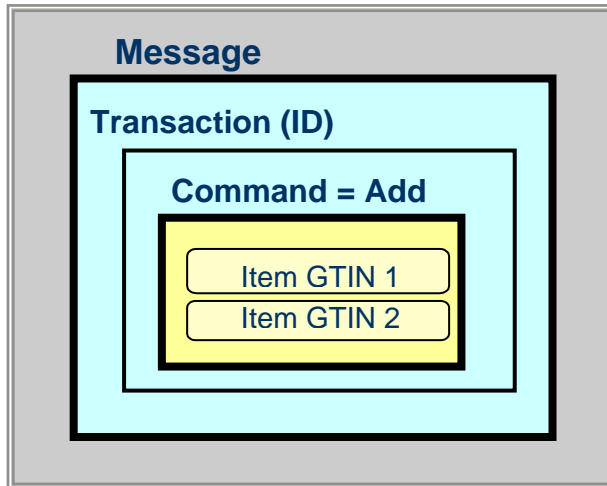 Message
Transaction (ID)
Command = Add
Item GTIN 1
Item GTIN 2